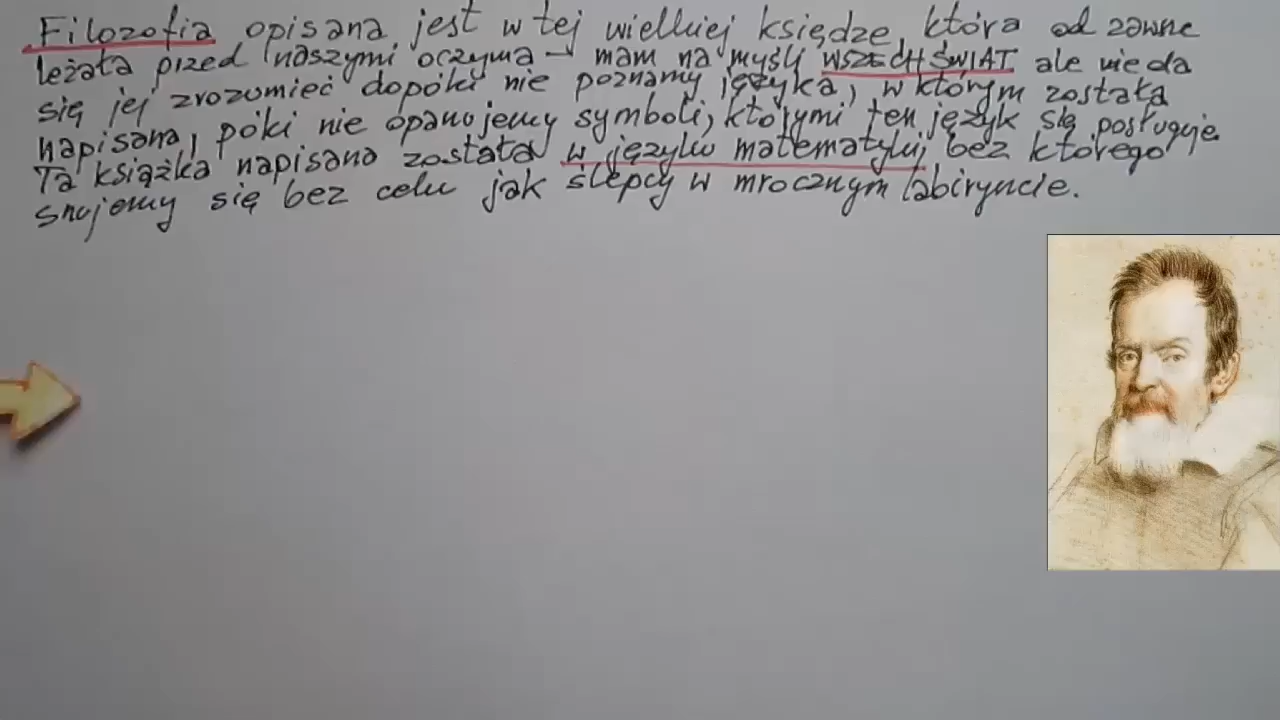 Filozofia opisana jest w tej wielkiej księdze, która od zawne
leżała przed naszymi oczyma - mam na myśli WSZECHŚWIAT ale nie da
się jej zrozumieć dopóki nie poznamy języka, w którym została
napisana, póki nie opanujemy symboli, którymi ten język się posługuje.
Ta książka napisana została w języku matematyki, bez którego
snujemy się bez celu jak ślepcy w mrocznym labiryncie.